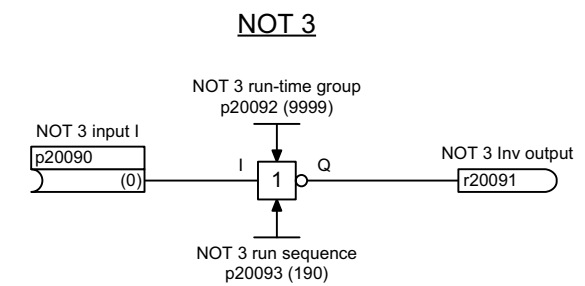 NOT 3
NOT 3 run-time group
p20092 (9999)
NOT 3 input I
p20090
(0)
I
1
Q
NOT 3 Inv output
r20091
NOT 3 run sequence
p20093 (190)